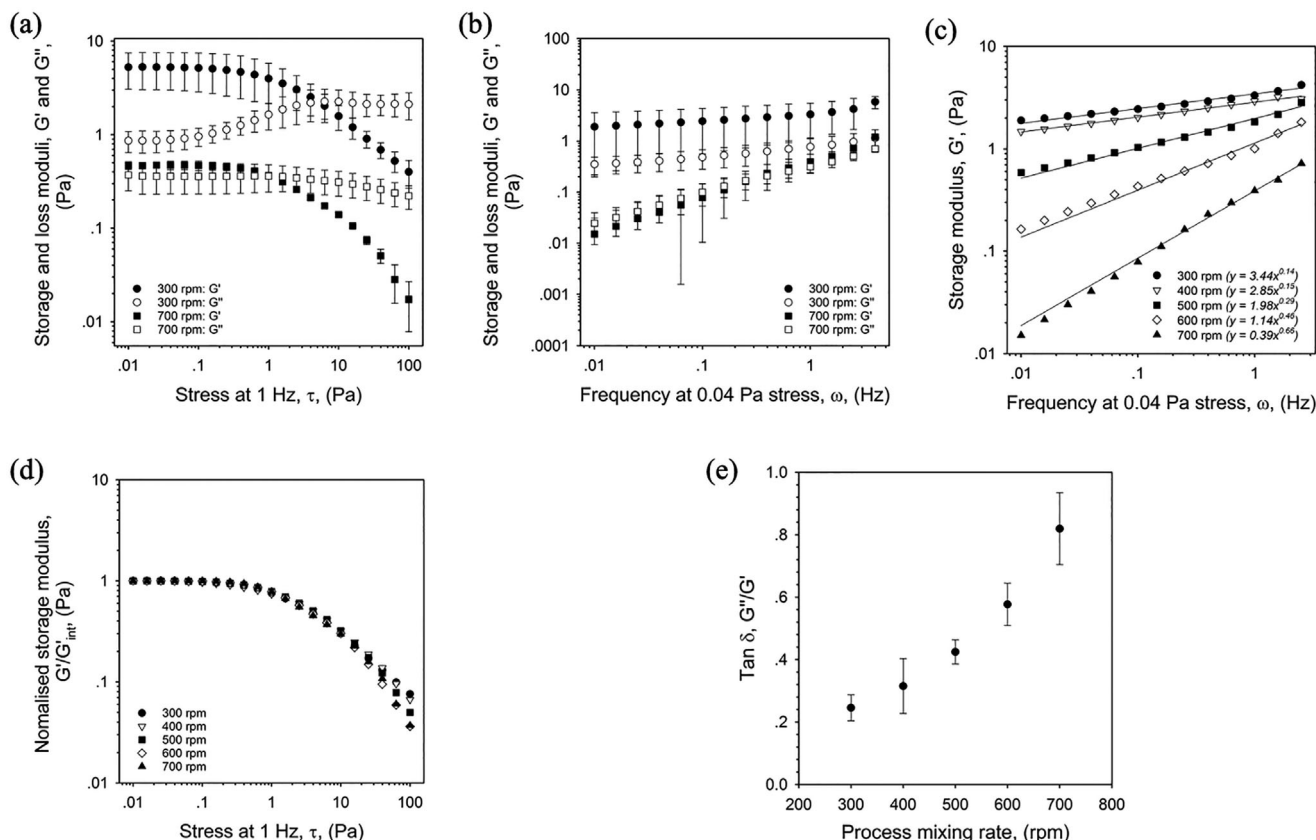 (a)
Storage and loss moduli, G' and G",
(Pa)
10
1
.1
.01
300 rpm: G'
300 rpm: G"
700 rpm: G'
700 rpm: G"
.01 .1 1 10 100
Stress at 1 Hz, τ, (Pa)
(b)
Storage and loss moduli, G' and G",
(Pa)
100
10
1
.1
.01
.001
.0001
300 rpm: G'
300 rpm: G"
700 rpm: G'
700 rpm: G"
.01 .1 1
Frequency at 0.04 Pa stress, ω, (Hz)
(c)
Storage modulus, G', (Pa)
10
1
.1
.01
300 rpm (y = 3.44x^0.14)
400 rpm (y = 2.85x^0.15)
500 rpm (y = 1.98x^0.29)
600 rpm (y = 1.14x^0.46)
700 rpm (y = 0.39x^0.66)
.01 .1 1
Frequency at 0.04 Pa stress, ω, (Hz)
(d)
Nomalised storage modulus,
G'/G'int, (Pa)
10
1
.1
.01
300 rpm
400 rpm
500 rpm
600 rpm
700 rpm
.01 .1 1 10 100
Stress at 1 Hz, τ, (Pa)
(e)
Tan δ, G"/G'
1.0
.8
.6
.4
.2
0.0
200 300 400 500 600 700 800
Process mixing rate, (rpm)